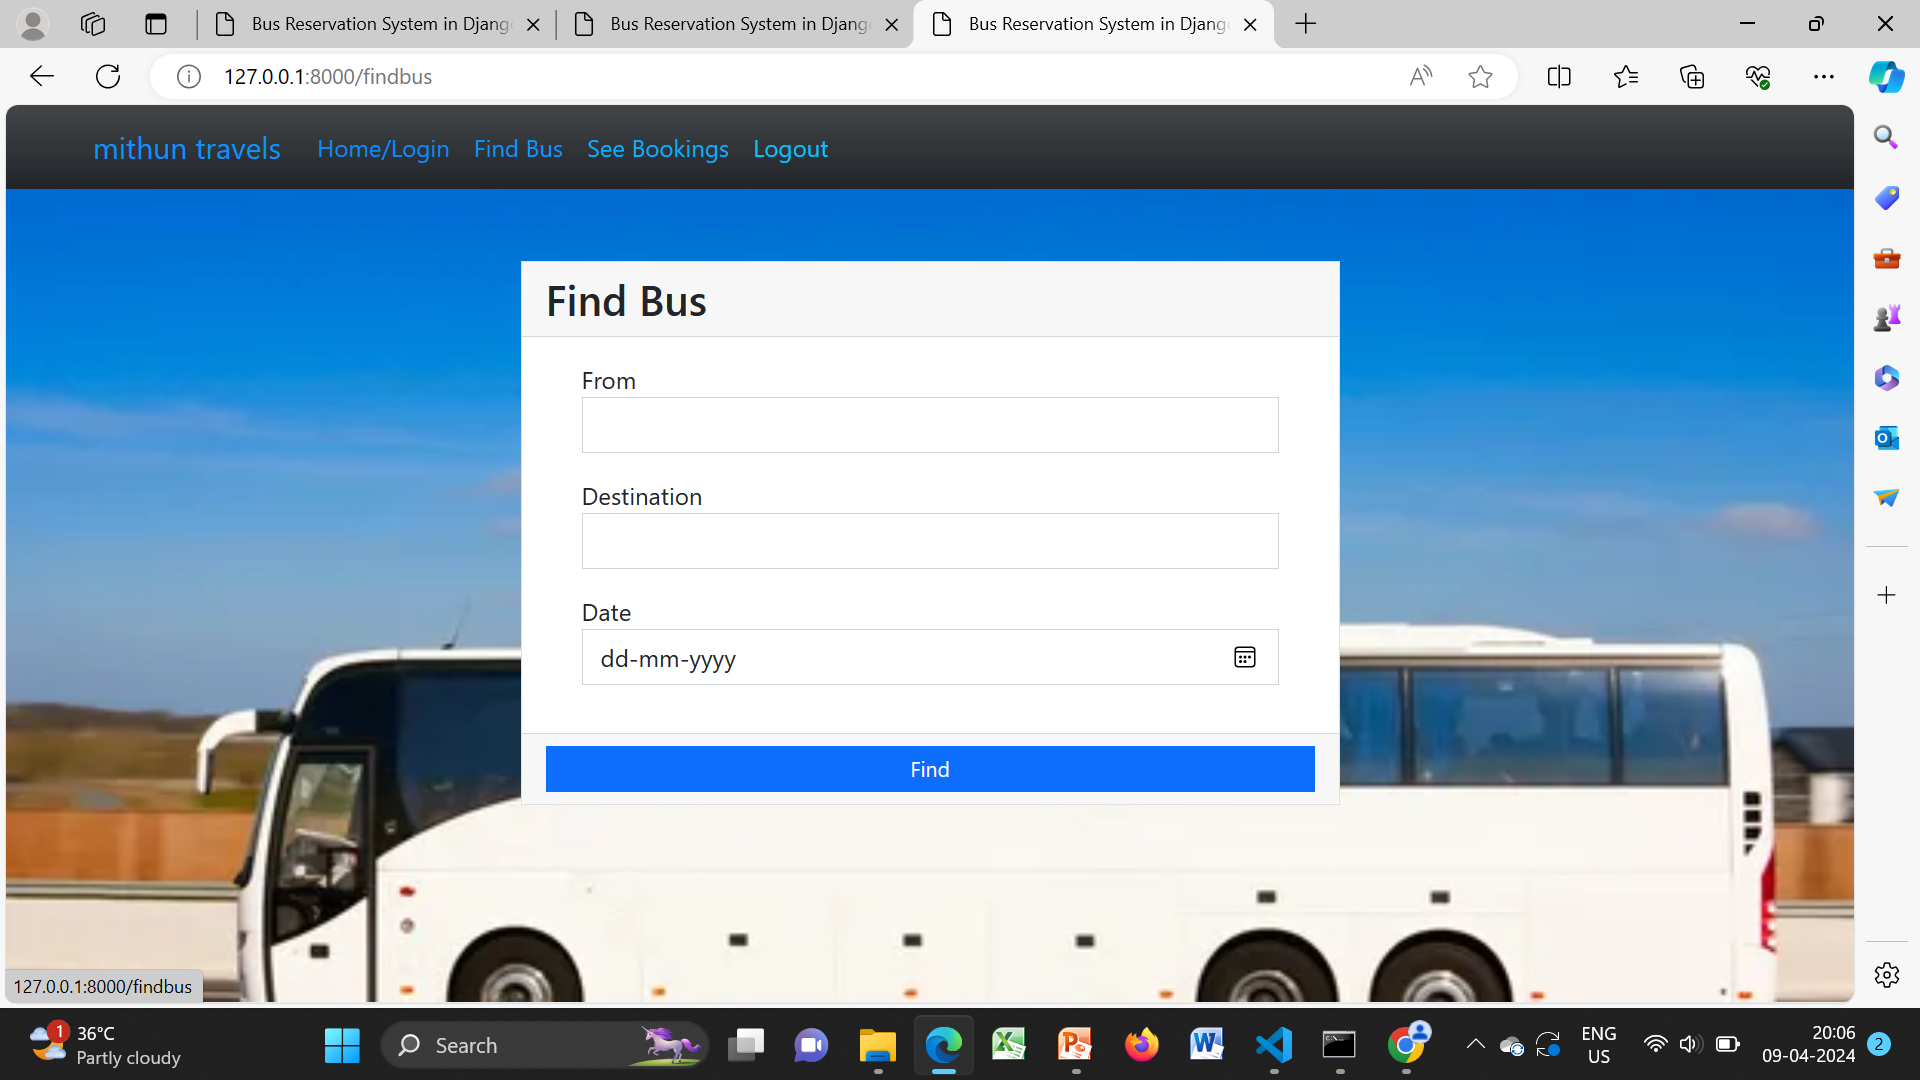 Bus Reservation System in Djang
Bus Reservation System in Djang
Bus Reservation System in Djang
127.0.0.1:8000/findbus
mithun travels
Home/Login
Find Bus
See Bookings
Logout
Find Bus
From
Destination
Date
dd-mm-yyyy
Find
127.0.0.1:8000/findbus
1
36°C
Partly cloudy
Search
ENG
US
20:06
09-04-2024
2